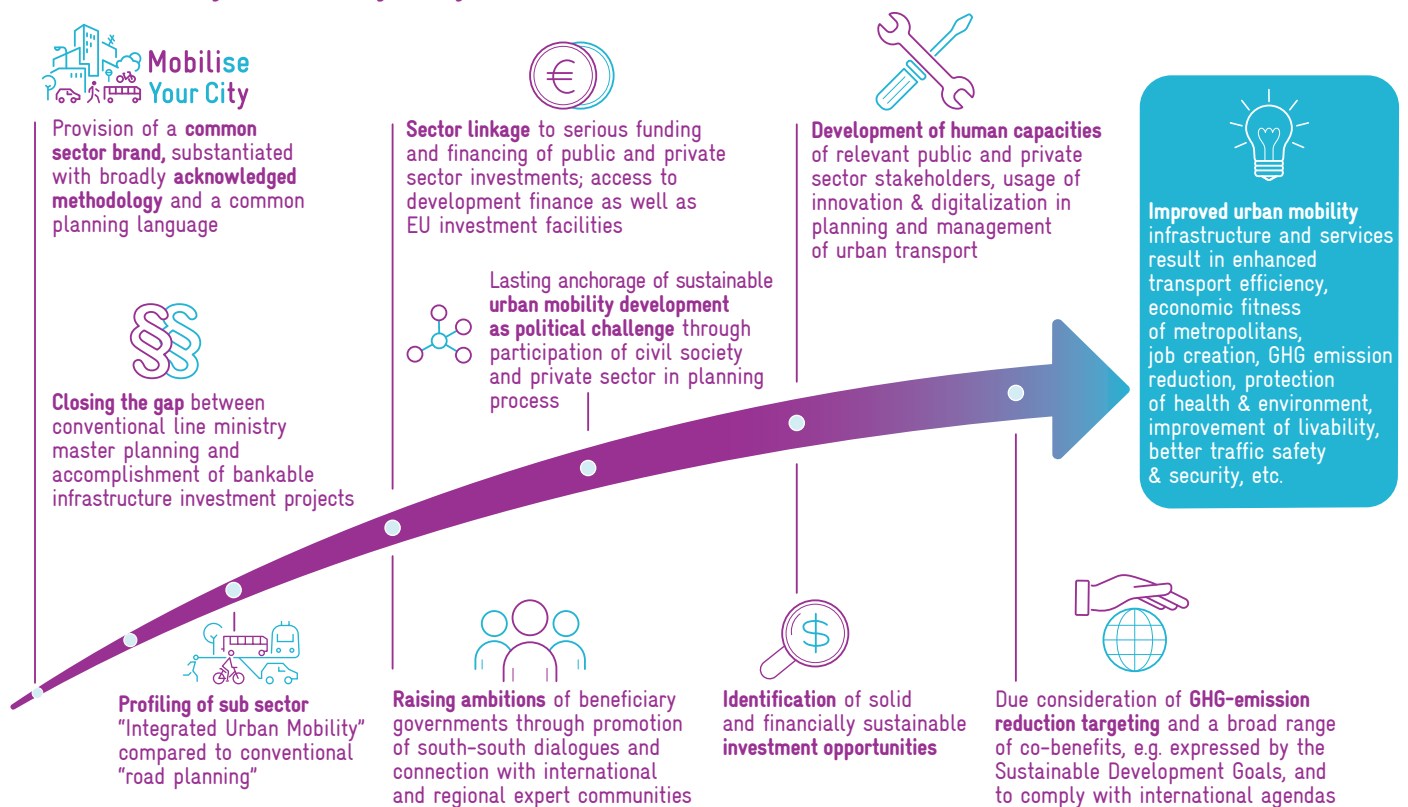 Mobilise
Your City
Provision of a common
sector brand, substantiated
with broadly acknowledged
methodology and a common
planning language
Closing the gap between
conventional line ministry
master planning and
accomplishment of bankable
infrastructure investment projects
Profiling of sub sector
"Integrated Urban Mobility"
compared to conventional
"road planning"
€
Sector linkage to serious funding
and financing of public and private
sector investments; access to
development finance as well as
EU investment facilities
Raising ambitions of beneficiary
governments through promotion
of south-south dialogues and
connection with international
and regional expert communities
Lasting anchorage of sustainable
urban mobility development
as political challenge through
participation of civil society
and private sector in planning
process
Development of human capacities
of relevant public and private
sector stakeholders, usage of
innovation & digitalization in
planning and management
of urban transport
$
Identification of solid
and financially sustainable
investment opportunities
Due consideration of GHG-emission
reduction targeting and a broad range
of co-benefits, e.g. expressed by the
Sustainable Development Goals, and
to comply with international agendas
Improved urban mobility
infrastructure and services
result in enhanced
transport efficiency,
economic fitness
of metropolitans,
job creation, GHG emission
reduction, protection
of health & environment,
improvement of livability,
better traffic safety
& security, etc.